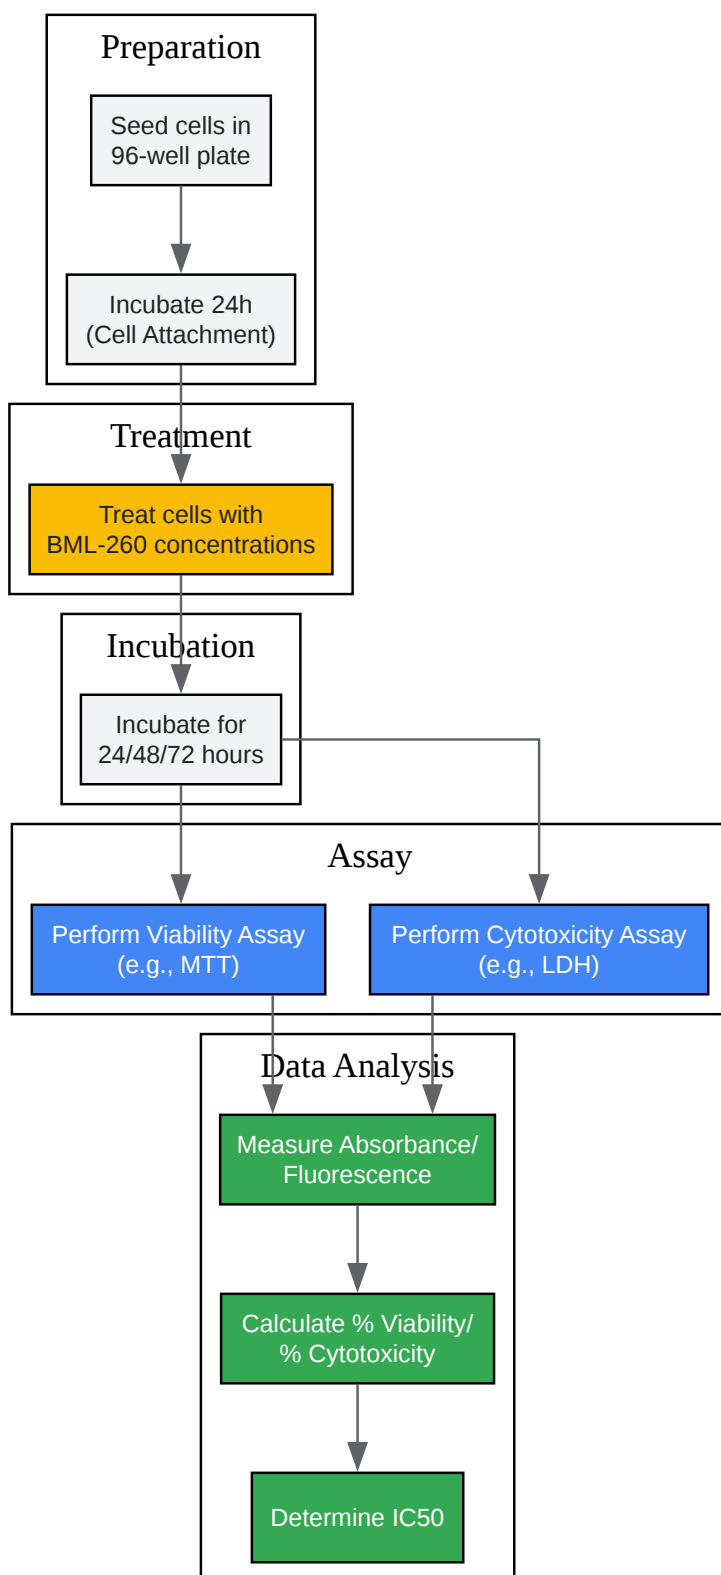 Preparation
Seed cells in
96-well plate
Incubate 24h
(Cell Attachment)
Treatment
Treat cells with
BML-260 concentrations
Incubation
Incubate for
24/48/72 hours
Assay
Perform Viability Assay
(e.g., MTT)
Perform Cytotoxicity Assay
(e.g., LDH)
Data Analysis
Measure Absorbance/
Fluorescence
Calculate % Viability/
% Cytotoxicity
Determine IC50